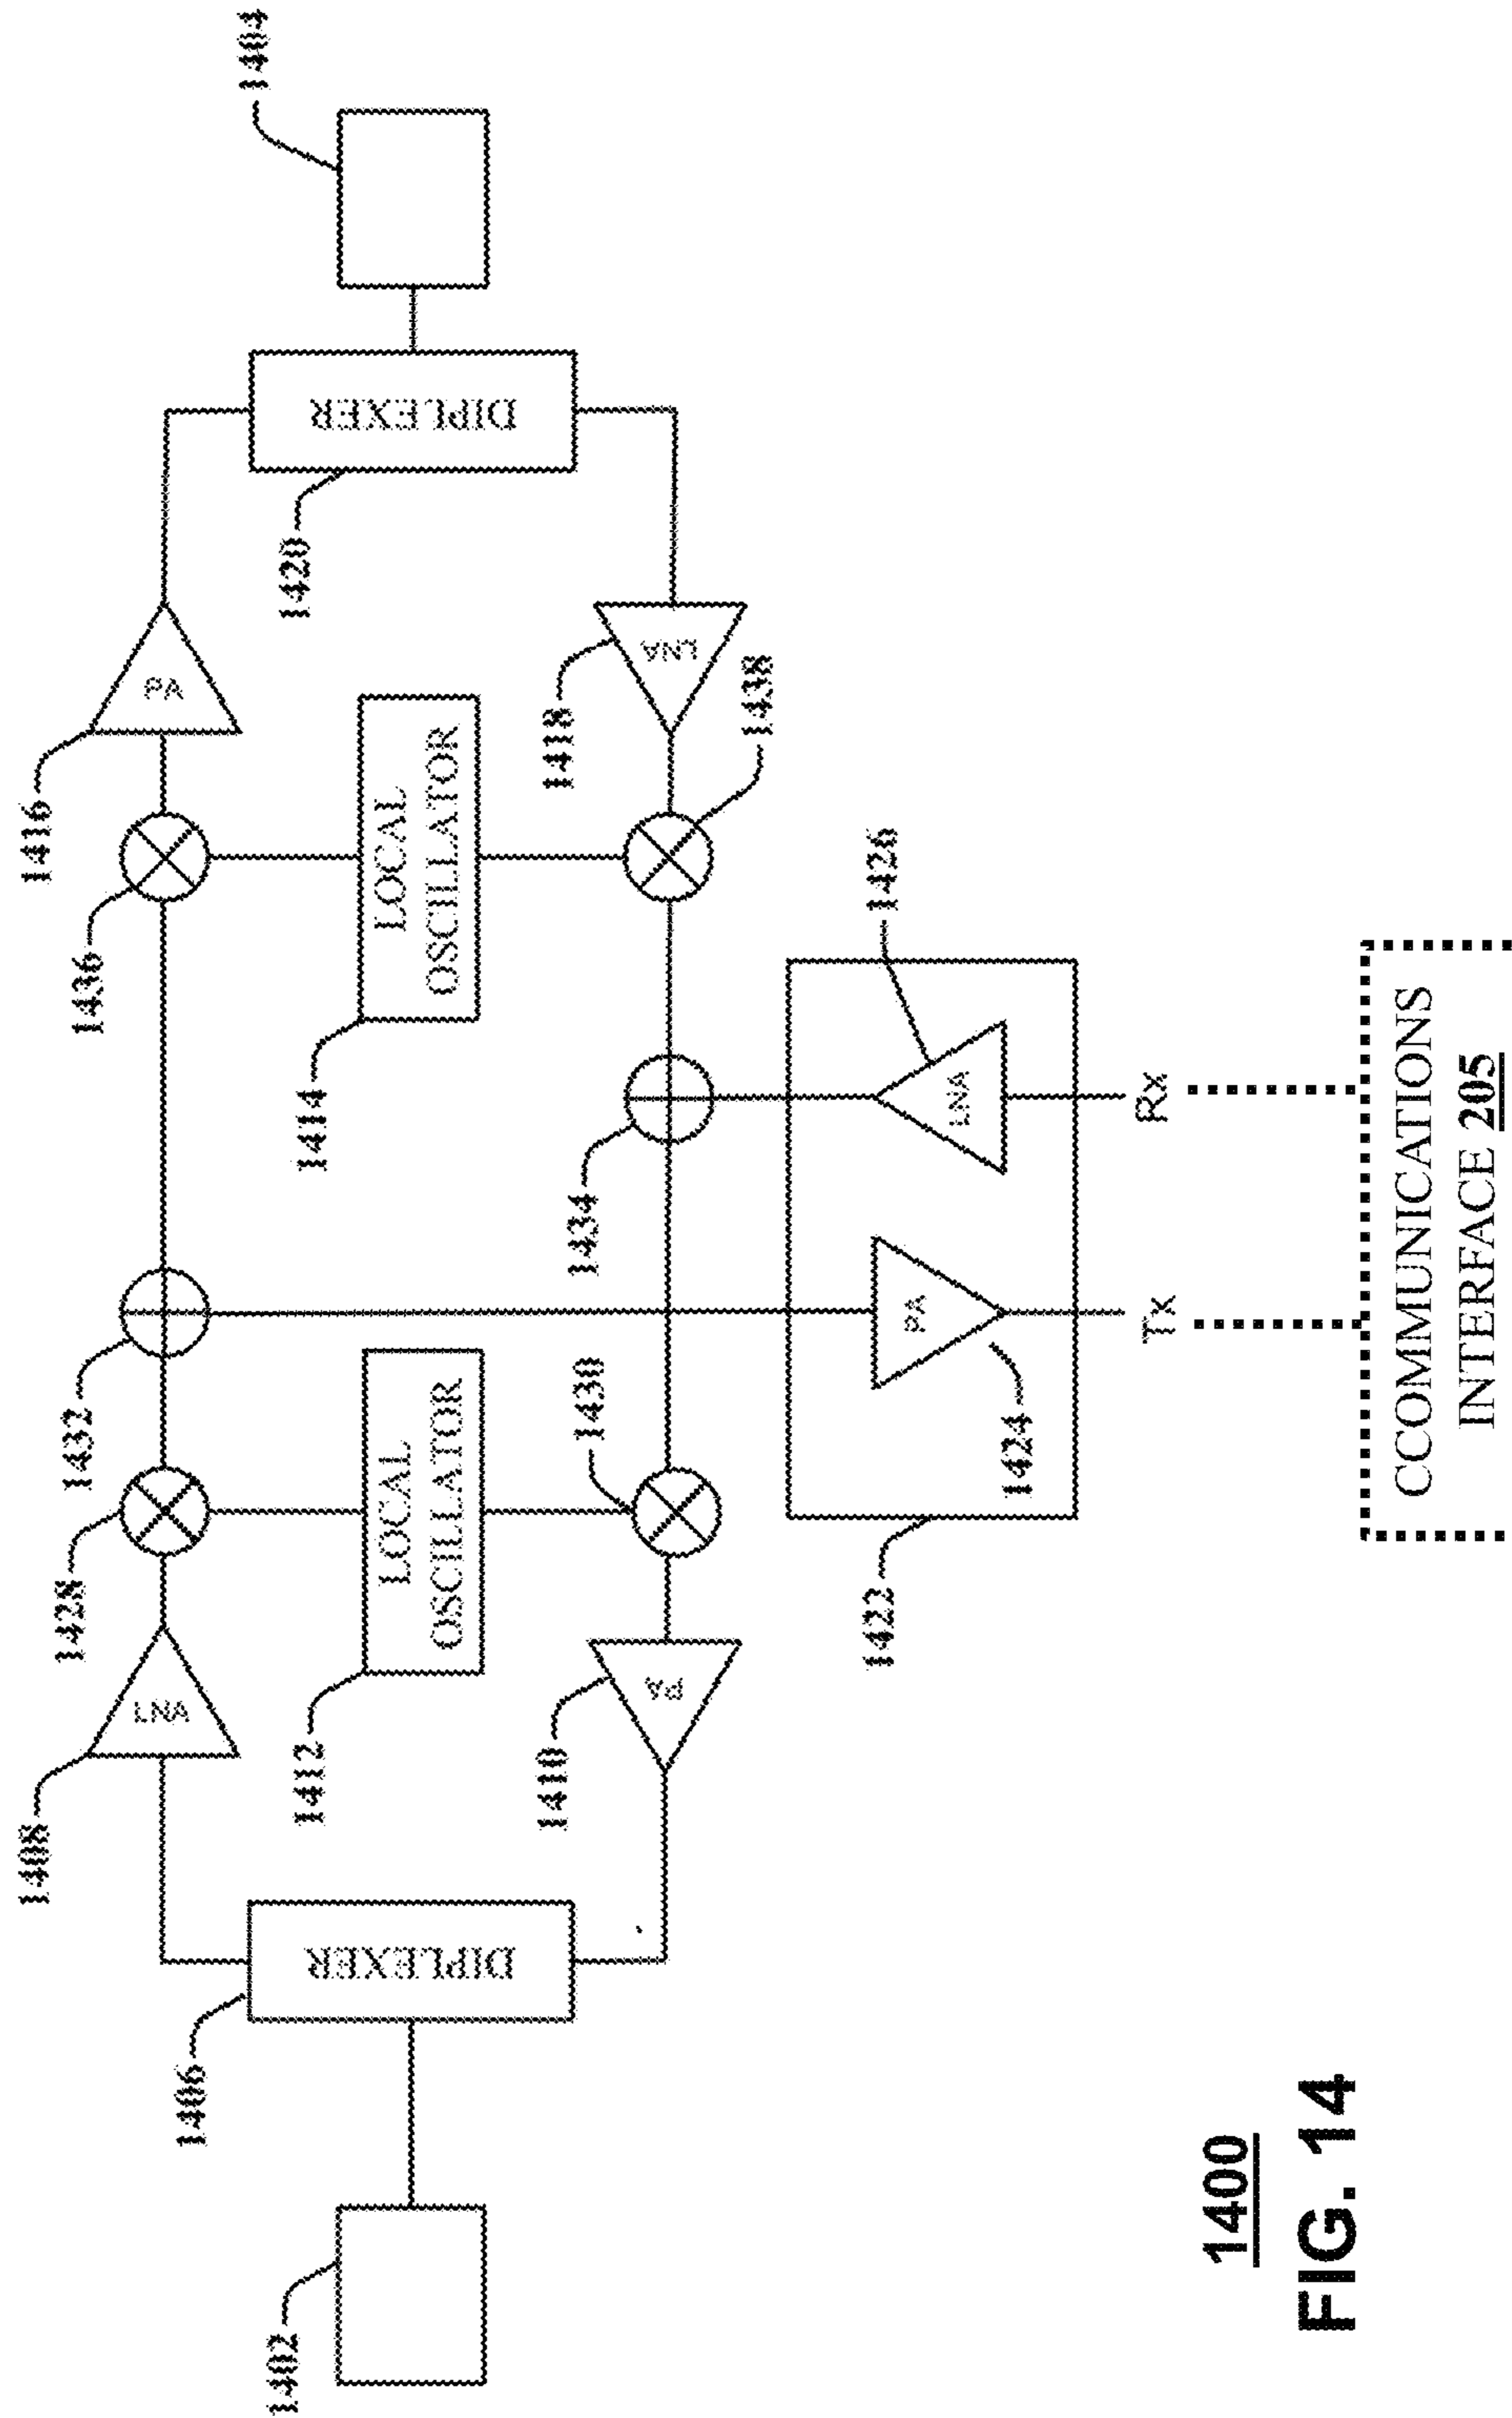 1404
1416
PA
1436
DIPLEXER
1420
LOCAL
OSCILLATOR
1414
LNA
1418
1438
1432
1434
1426
LNA
Rx
1428
LOCAL
OSCILLATOR
1412
1430
PA
1424
Tx
1422
1408
LNA
PA
1410
DIPLEXER
1406
1402
CCOMMUNICATIONS
INTERFACE 205
1400
FIG. 14